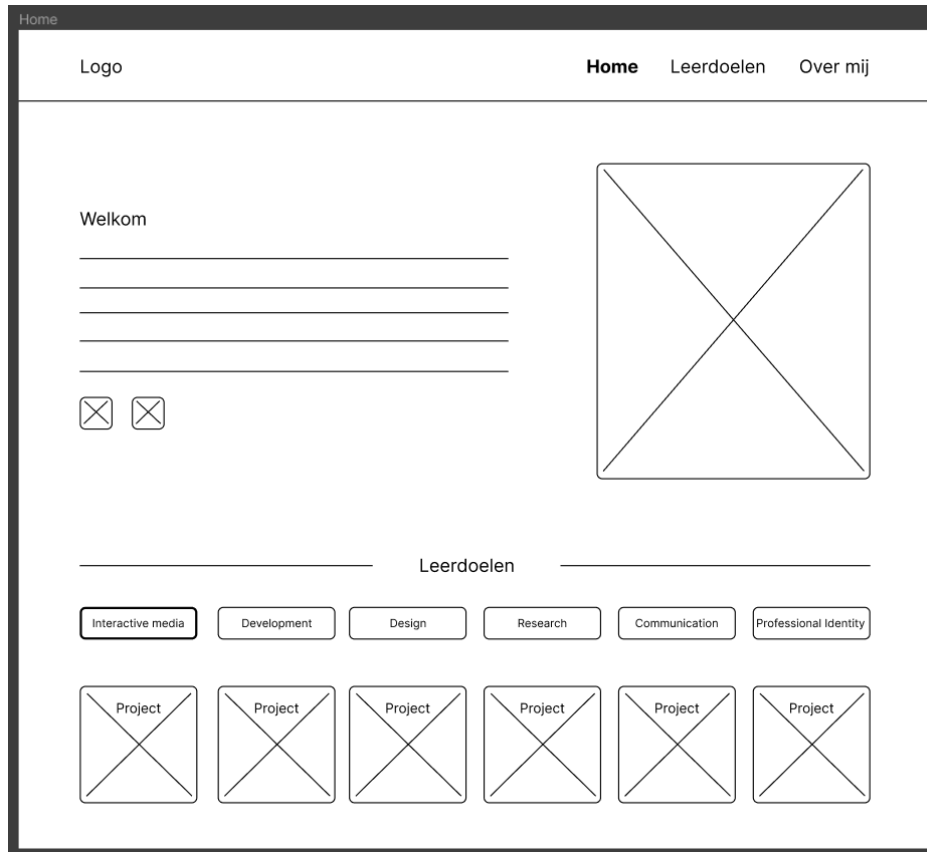 Home
Logo
Home Leerdoelen Over mij
Welkom
Leerdoelen
Interactive media
Development
Design
Research
Communication
Professional Identity
Project
Project
Project
Project
Project
Project